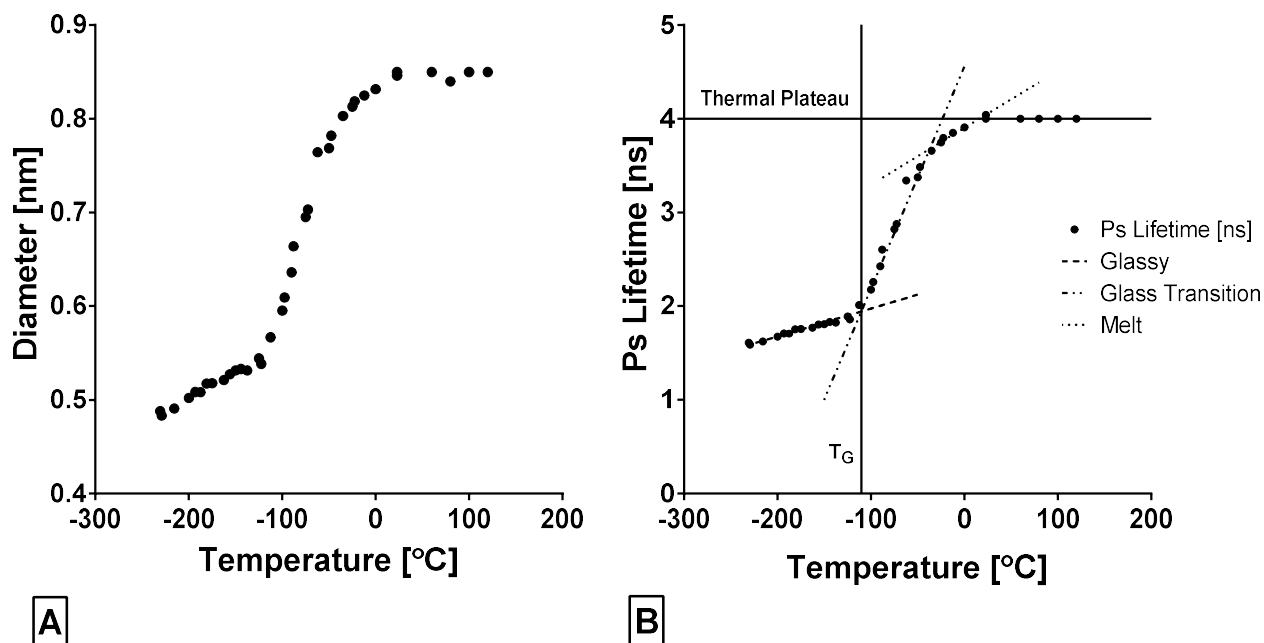 0.9
0.8
0.7
0.6
0.5
0.4
Diameter [nm]
-300 -200 -100 0 100 200
Temperature [°C]
A
5
4
3
2
1
0
Ps Lifetime [ns]
Thermal Plateau
TG
Ps Lifetime [ns]
Glassy
Glass Transition
Melt
-300 -200 -100 0 100 200
Temperature [°C]
B